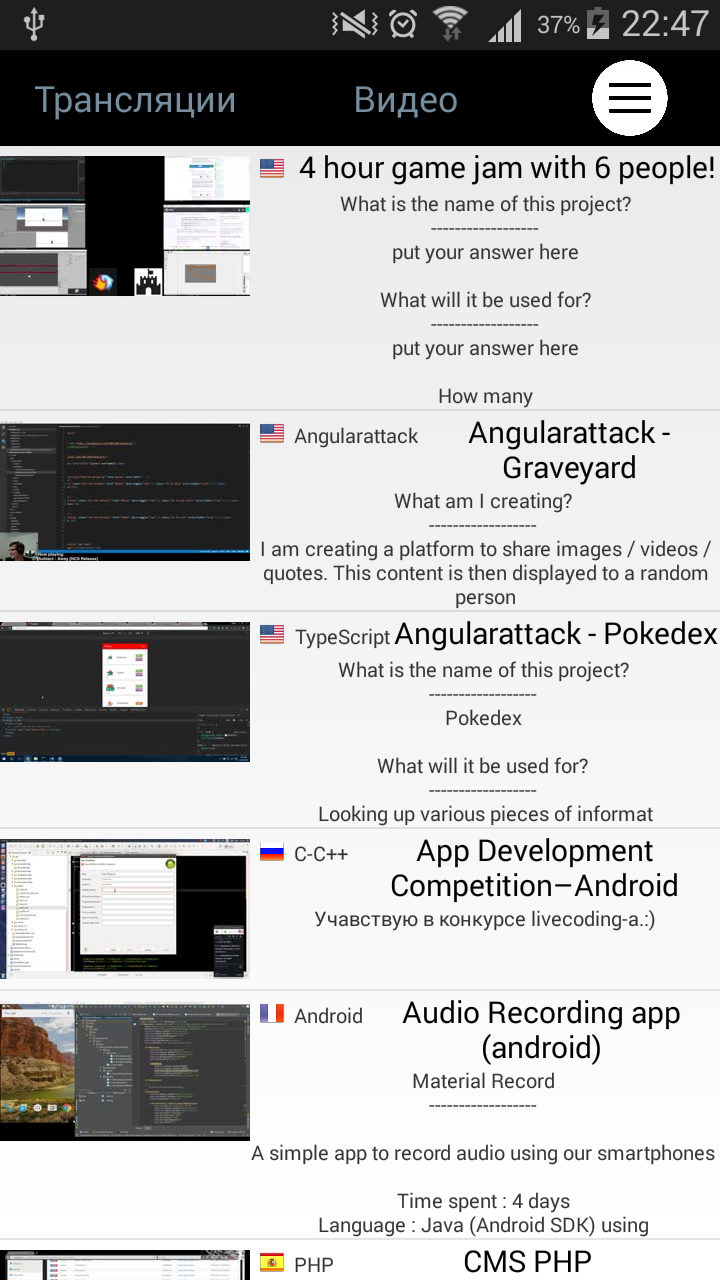 37% 22:47
Трансляции Видео
4 hour game jam with 6 people!
What is the name of this project?
------------------
put your answer here
What will it be used for?
------------------
put your answer here
How many
Angularattack Angularattack -
Graveyard
What am I creating?
------------------
I am creating a platform to share images / videos /
quotes. This content is then displayed to a random
person
TypeScript Angularattack - Pokedex
What is the name of this project?
------------------
Pokedex
What will it be used for?
------------------
Looking up various pieces of informat
C-C++ App Development
Competition–Android
Учавствую в конкурсе livecoding-а.:)
Android Audio Recording app
(android)
Material Record
------------------
A simple app to record audio using our smartphones
Time spent : 4 days
Language : Java (Android SDK) using
PHP CMS PHP